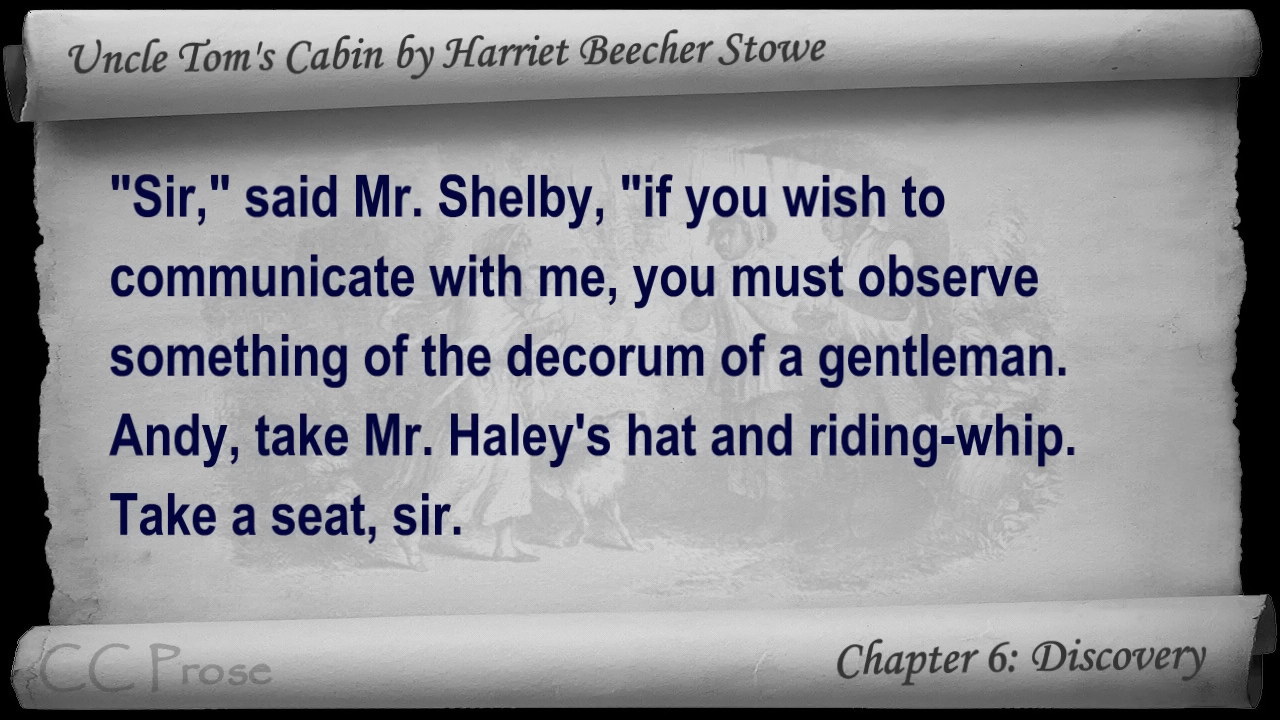 Uncle Tom's Cabin by Harriet Beecher Stowe
"Sir," said Mr. Shelby, "if you wish to
communicate with me, you must observe
something of the decorum of a gentleman.
Andy, take Mr. Haley's hat and riding-whip.
Take a seat, sir.
CC Prose
Chapter 6: Discovery